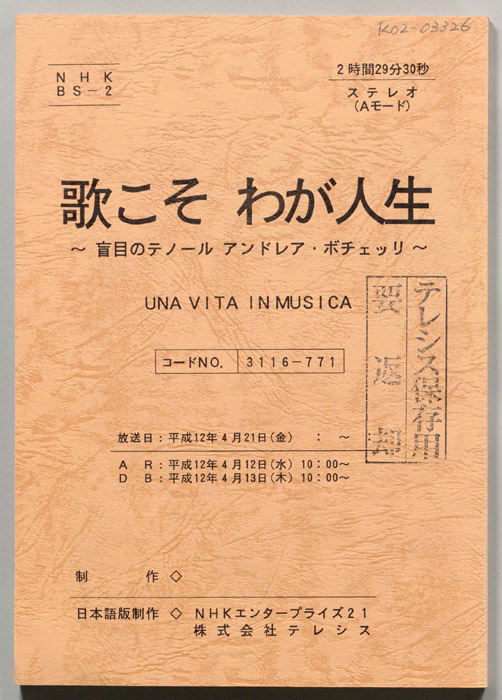 K02-03326
NHK
BS-2
2時間29分30秒
ステレオ
(Aモード)
歌こそ わが人生
～ 盲目のテノール アンドレア・ボチェッリ ～
UNA VITA IN MUSICA
テレシス保存用
要返却
コードNO. 3116-771
放送日：平成12年4月21日(金) ： ～
AR：平成12年4月12日(水) 10:00～
DB：平成12年4月13日(木) 10:00～
制作◇
日本語版制作◇ NHKエンタープライズ21
株式会社テレシス